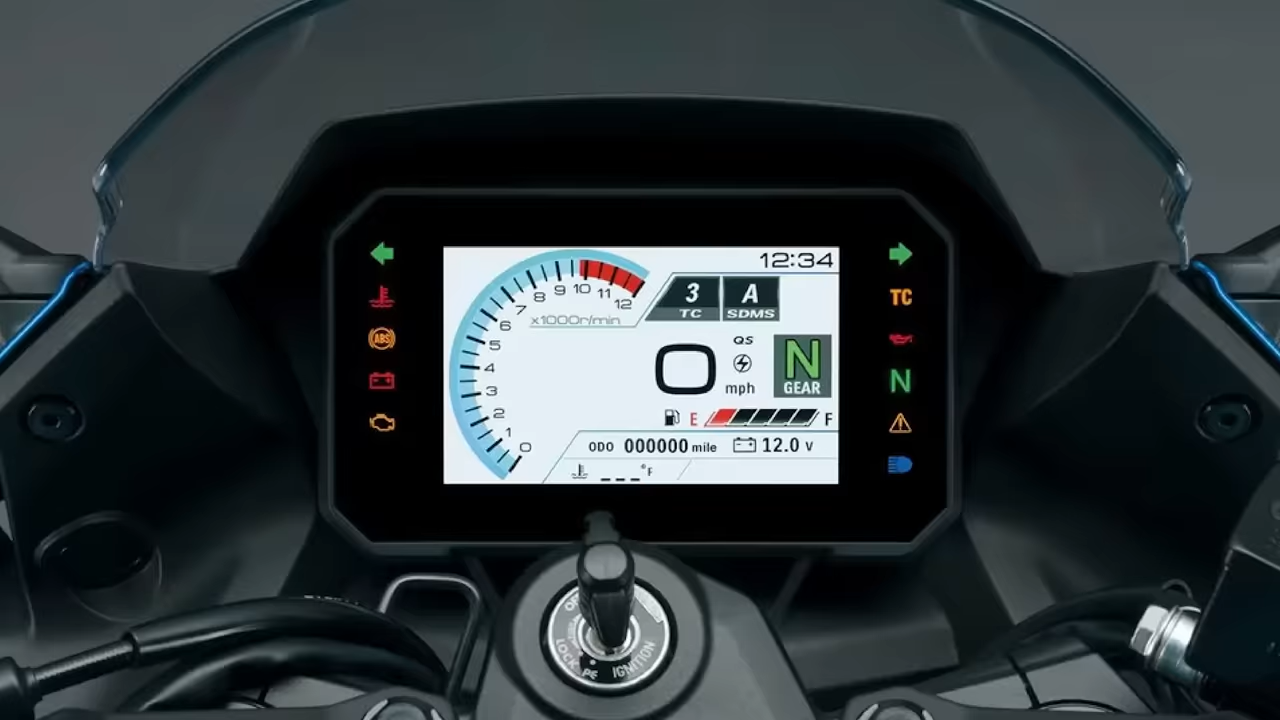 12:34
8 9 10 11 12
7
x1000r/min
6
5
4
3
2
1
0
3 A
TC SDMS
QS
0
mph
N
GEAR
E F
ODO 000000 mile 12.0 V
---°F
ABS
TC
N
LOCK
IGNITION